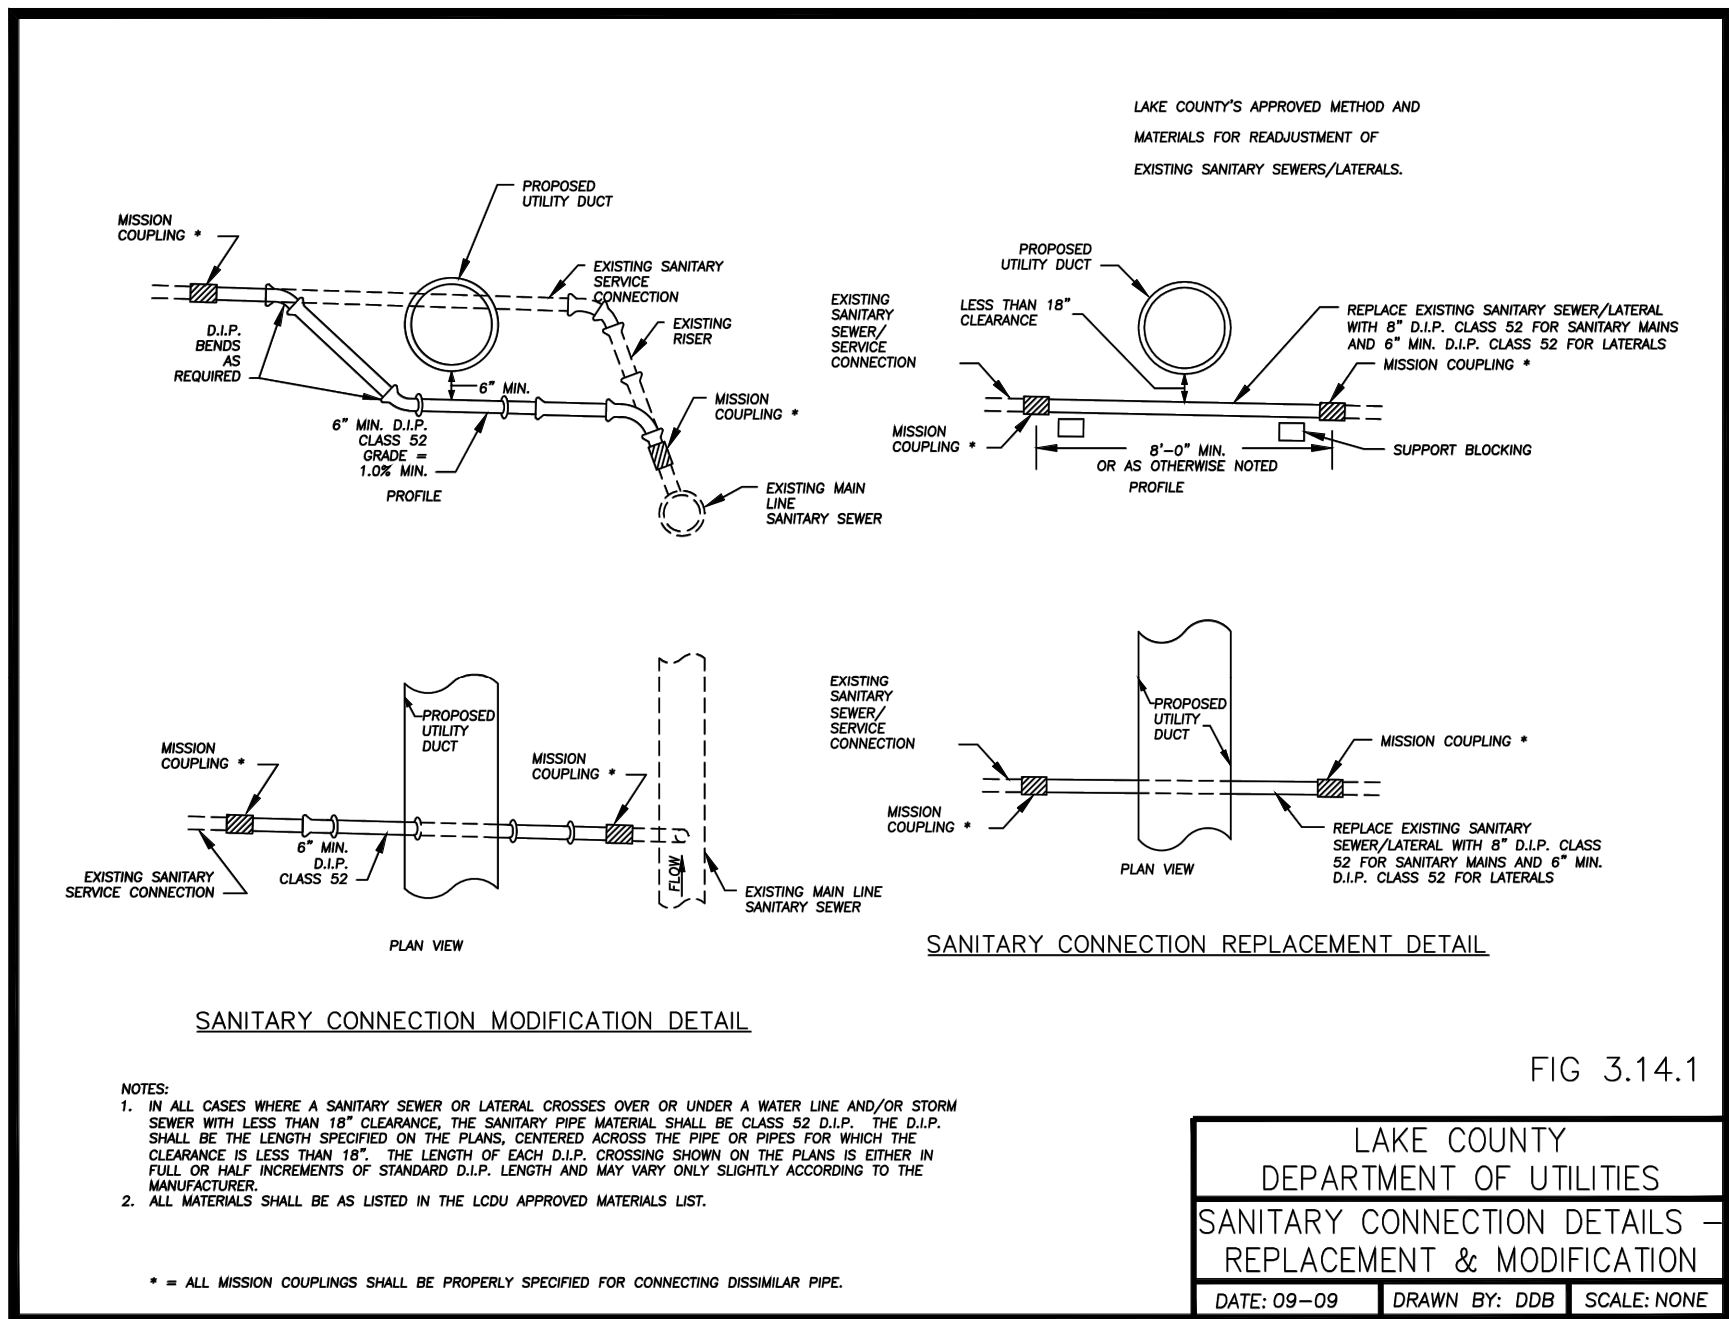 LAKE COUNTY'S APPROVED METHOD AND
MATERIALS FOR READJUSTMENT OF
EXISTING SANITARY SEWERS/LATERALS.
PROPOSED
UTILITY DUCT
MISSION
COUPLING *
EXISTING SANITARY
SERVICE
CONNECTION
EXISTING
RISER
D.I.P.
BENDS
AS
REQUIRED
6" MIN.
MISSION
COUPLING *
6" MIN. D.I.P.
CLASS 52
GRADE =
1.0% MIN.
PROFILE
EXISTING MAIN
LINE
SANITARY SEWER
PROPOSED
UTILITY DUCT
EXISTING
SANITARY
SEWER/
SERVICE
CONNECTION
LESS THAN 18"
CLEARANCE
REPLACE EXISTING SANITARY SEWER/LATERAL
WITH 8" D.I.P. CLASS 52 FOR SANITARY MAINS
AND 6" MIN. D.I.P. CLASS 52 FOR LATERALS
MISSION COUPLING *
MISSION
COUPLING *
8'-0" MIN.
OR AS OTHERWISE NOTED
SUPPORT BLOCKING
PROFILE
PROPOSED
UTILITY
DUCT
MISSION
COUPLING *
MISSION
COUPLING *
6" MIN.
D.I.P.
CLASS 52
EXISTING SANITARY
SERVICE CONNECTION
FLOW
EXISTING MAIN LINE
SANITARY SEWER
PLAN VIEW
SANITARY CONNECTION MODIFICATION DETAIL
EXISTING
SANITARY
SEWER/
SERVICE
CONNECTION
PROPOSED
UTILITY
DUCT
MISSION COUPLING *
MISSION
COUPLING *
REPLACE EXISTING SANITARY
SEWER/LATERAL WITH 8" D.I.P. CLASS
52 FOR SANITARY MAINS AND 6" MIN.
D.I.P. CLASS 52 FOR LATERALS
PLAN VIEW
SANITARY CONNECTION REPLACEMENT DETAIL
NOTES:
1. IN ALL CASES WHERE A SANITARY SEWER OR LATERAL CROSSES OVER OR UNDER A WATER LINE AND/OR STORM
SEWER WITH LESS THAN 18" CLEARANCE, THE SANITARY PIPE MATERIAL SHALL BE CLASS 52 D.I.P. THE D.I.P.
SHALL BE THE LENGTH SPECIFIED ON THE PLANS, CENTERED ACROSS THE PIPE OR PIPES FOR WHICH THE
CLEARANCE IS LESS THAN 18". THE LENGTH OF EACH D.I.P. CROSSING SHOWN ON THE PLANS IS EITHER IN
FULL OR HALF INCREMENTS OF STANDARD D.I.P. LENGTH AND MAY VARY ONLY SLIGHTLY ACCORDING TO THE
MANUFACTURER.
2. ALL MATERIALS SHALL BE AS LISTED IN THE LCDU APPROVED MATERIALS LIST.
* = ALL MISSION COUPLINGS SHALL BE PROPERLY SPECIFIED FOR CONNECTING DISSIMILAR PIPE.
FIG 3.14.1
LAKE COUNTY
DEPARTMENT OF UTILITIES
SANITARY CONNECTION DETAILS -
REPLACEMENT & MODIFICATION
DATE: 09-09
DRAWN BY: DDB
SCALE: NONE